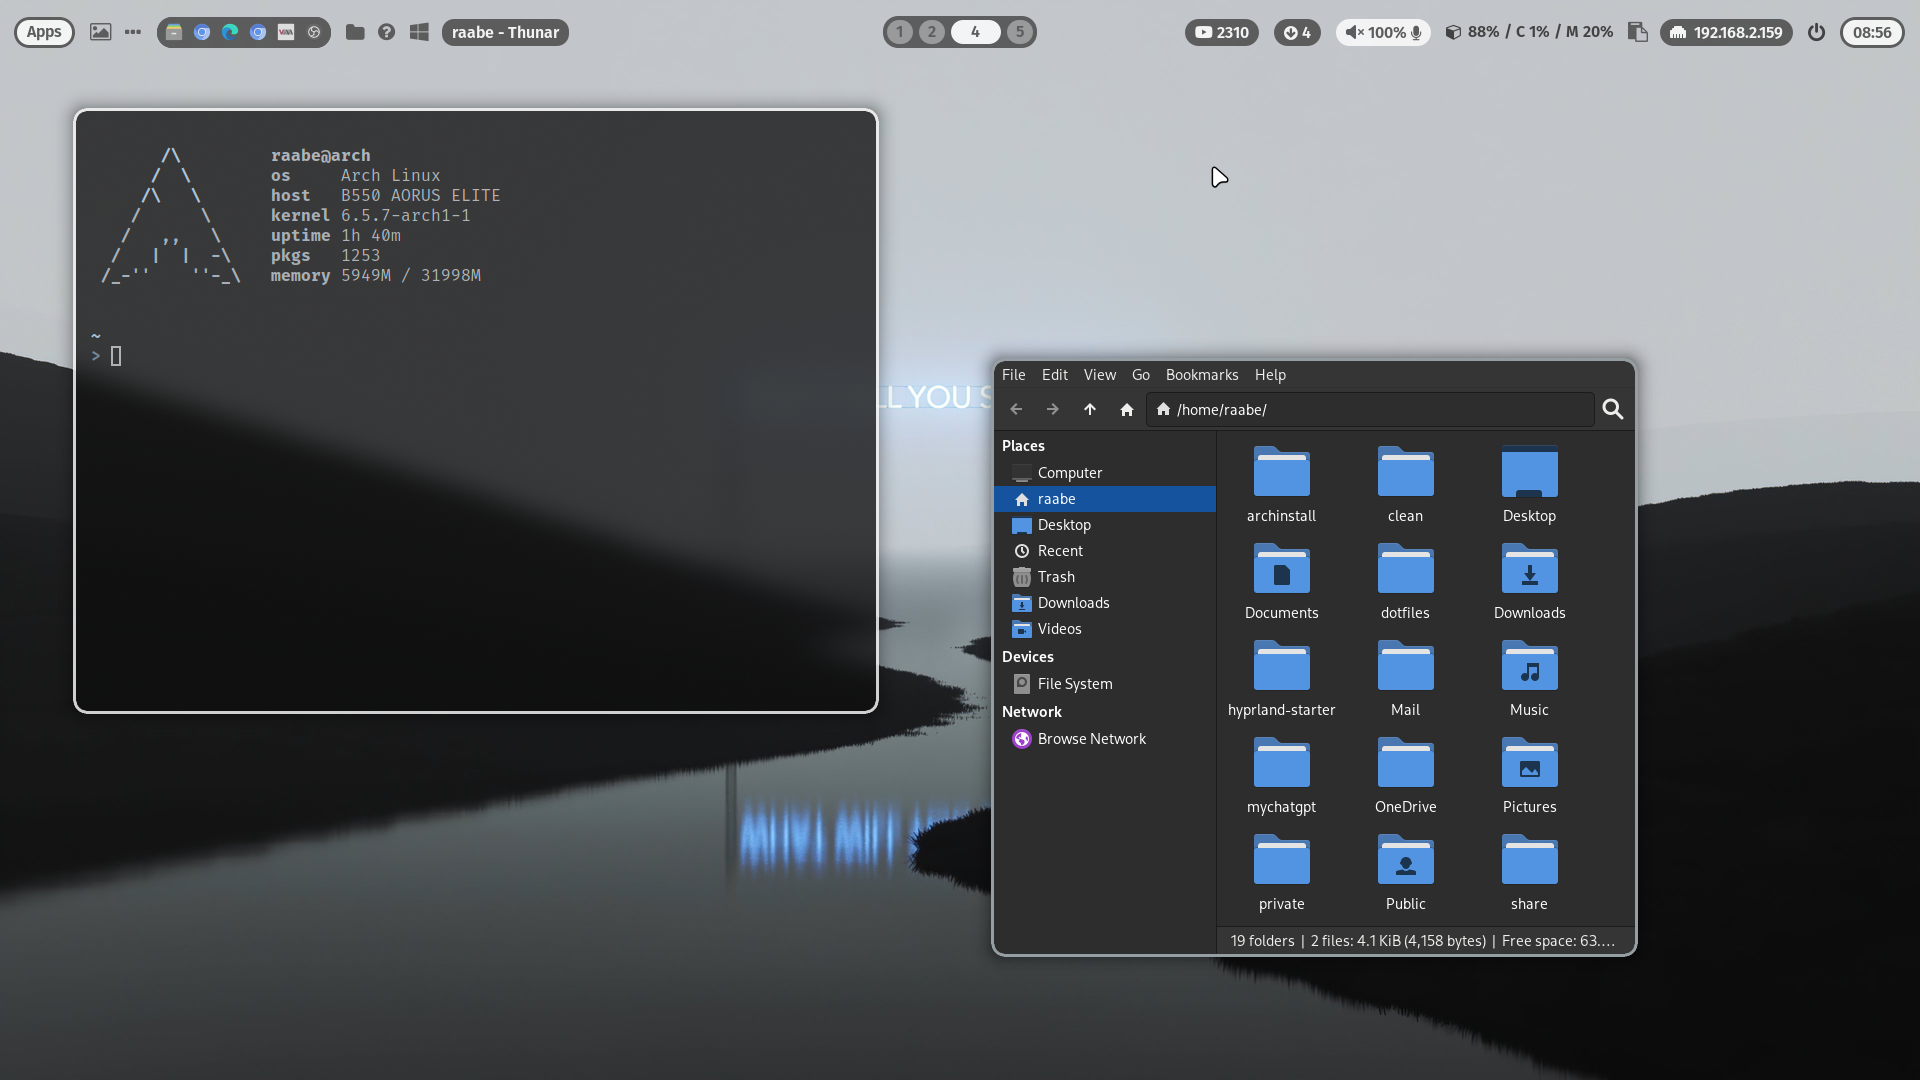 Apps
raabe - Thunar
1 2 4 5
2310
4
100%
88% / C 1% / M 20%
192.168.2.159
08:56
/\
/  \
/\   \
/      \
/   ,,   \
/   |  |  -\
/_-''    ''-_\
raabe@arch
os Arch Linux
host B550 AORUS ELITE
kernel 6.5.7-arch1-1
uptime 1h 40m
pkgs 1253
memory 5949M / 31998M
~
>
LL YOU S
File Edit View Go Bookmarks Help
/home/raabe/
Places
Computer
raabe
Desktop
Recent
Trash
Downloads
Videos
Devices
File System
Network
Browse Network
archinstall clean Desktop
Documents dotfiles Downloads
hyprland-starter Mail Music
mychatgpt OneDrive Pictures
private Public share
19 folders | 2 files: 4.1 KiB (4,158 bytes) | Free space: 63.…